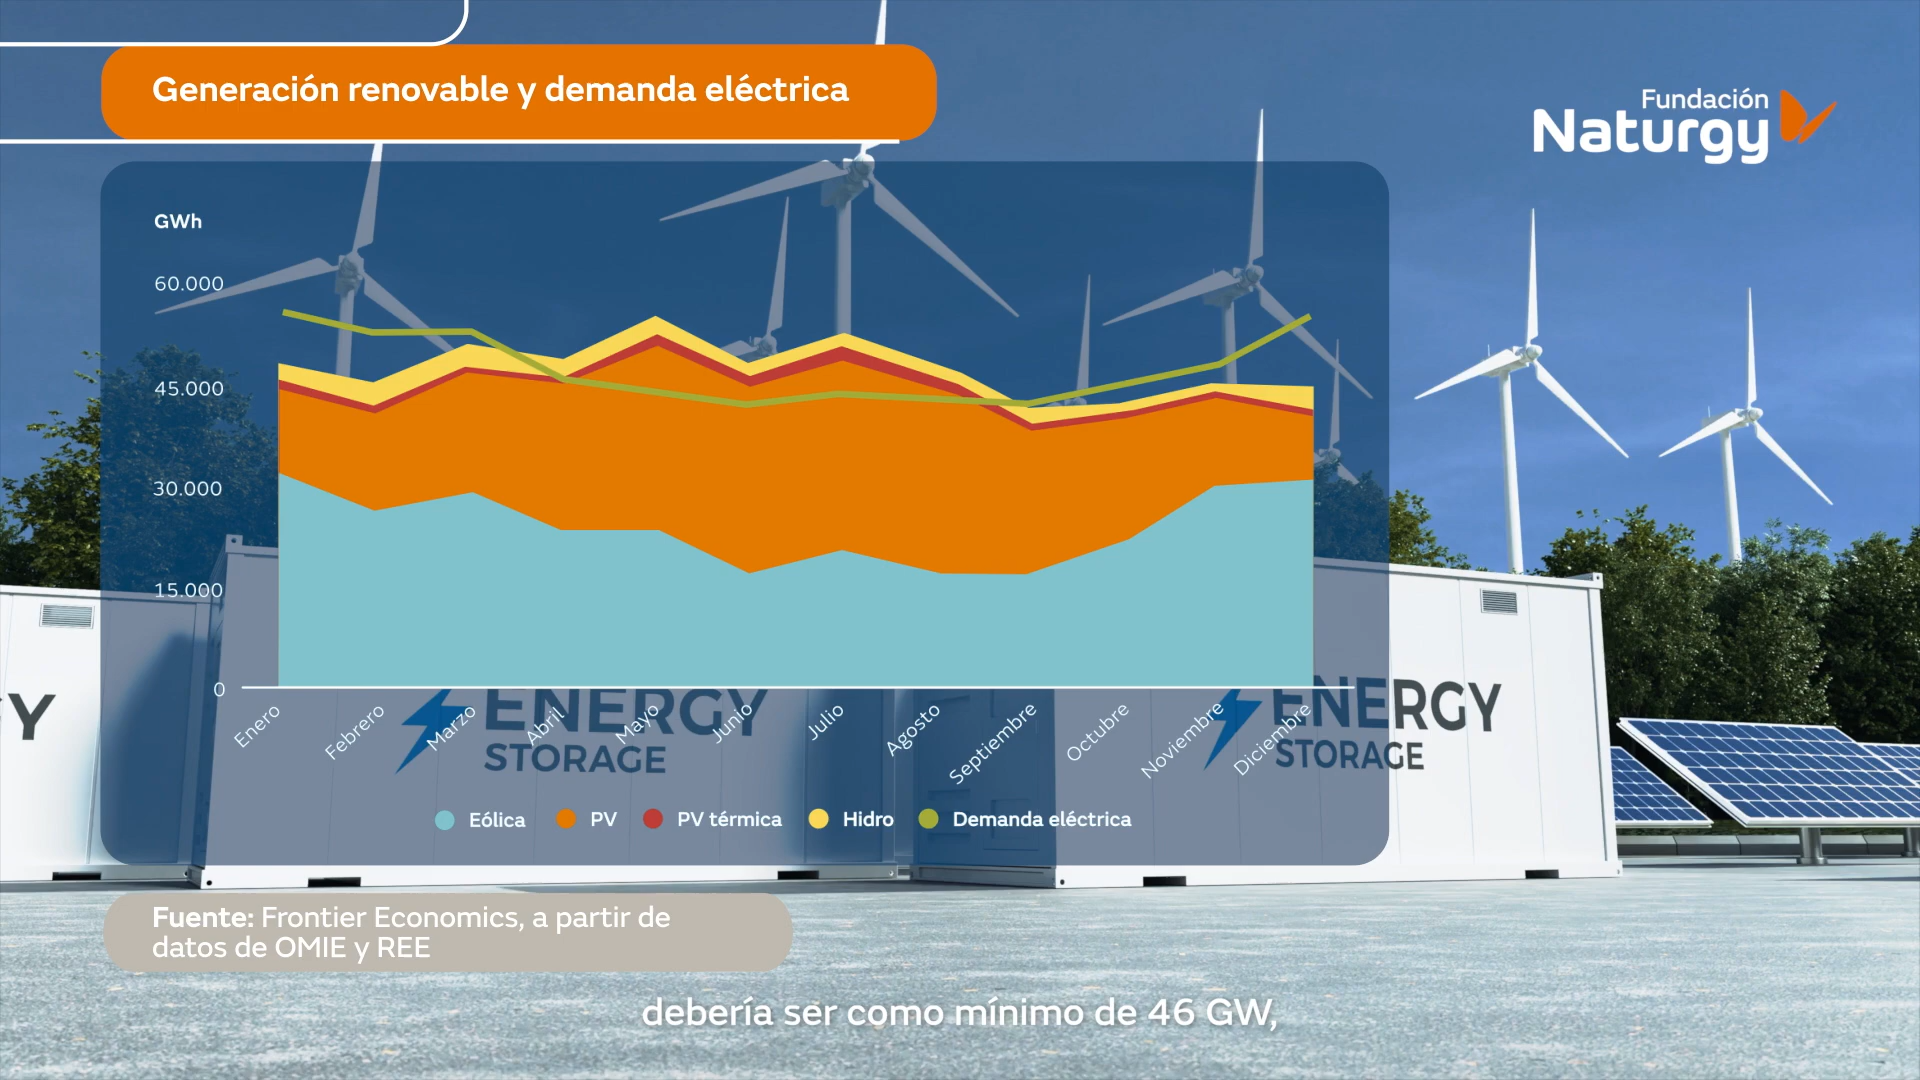 Generación renovable y demanda eléctrica
Fundación
Naturgy
GWh
60.000
45.000
30.000
15.000
0
Enero
Febrero
Marzo
Abril
Mayo
Junio
Julio
Agosto
Septiembre
Octubre
Noviembre
Diciembre
Y
ENERGY
STORAGE
ENERGY
STORAGE
Eólica PV PV térmica Hidro Demanda eléctrica
Fuente: Frontier Economics, a partir de
datos de OMIE y REE
debería ser como mínimo de 46 GW,